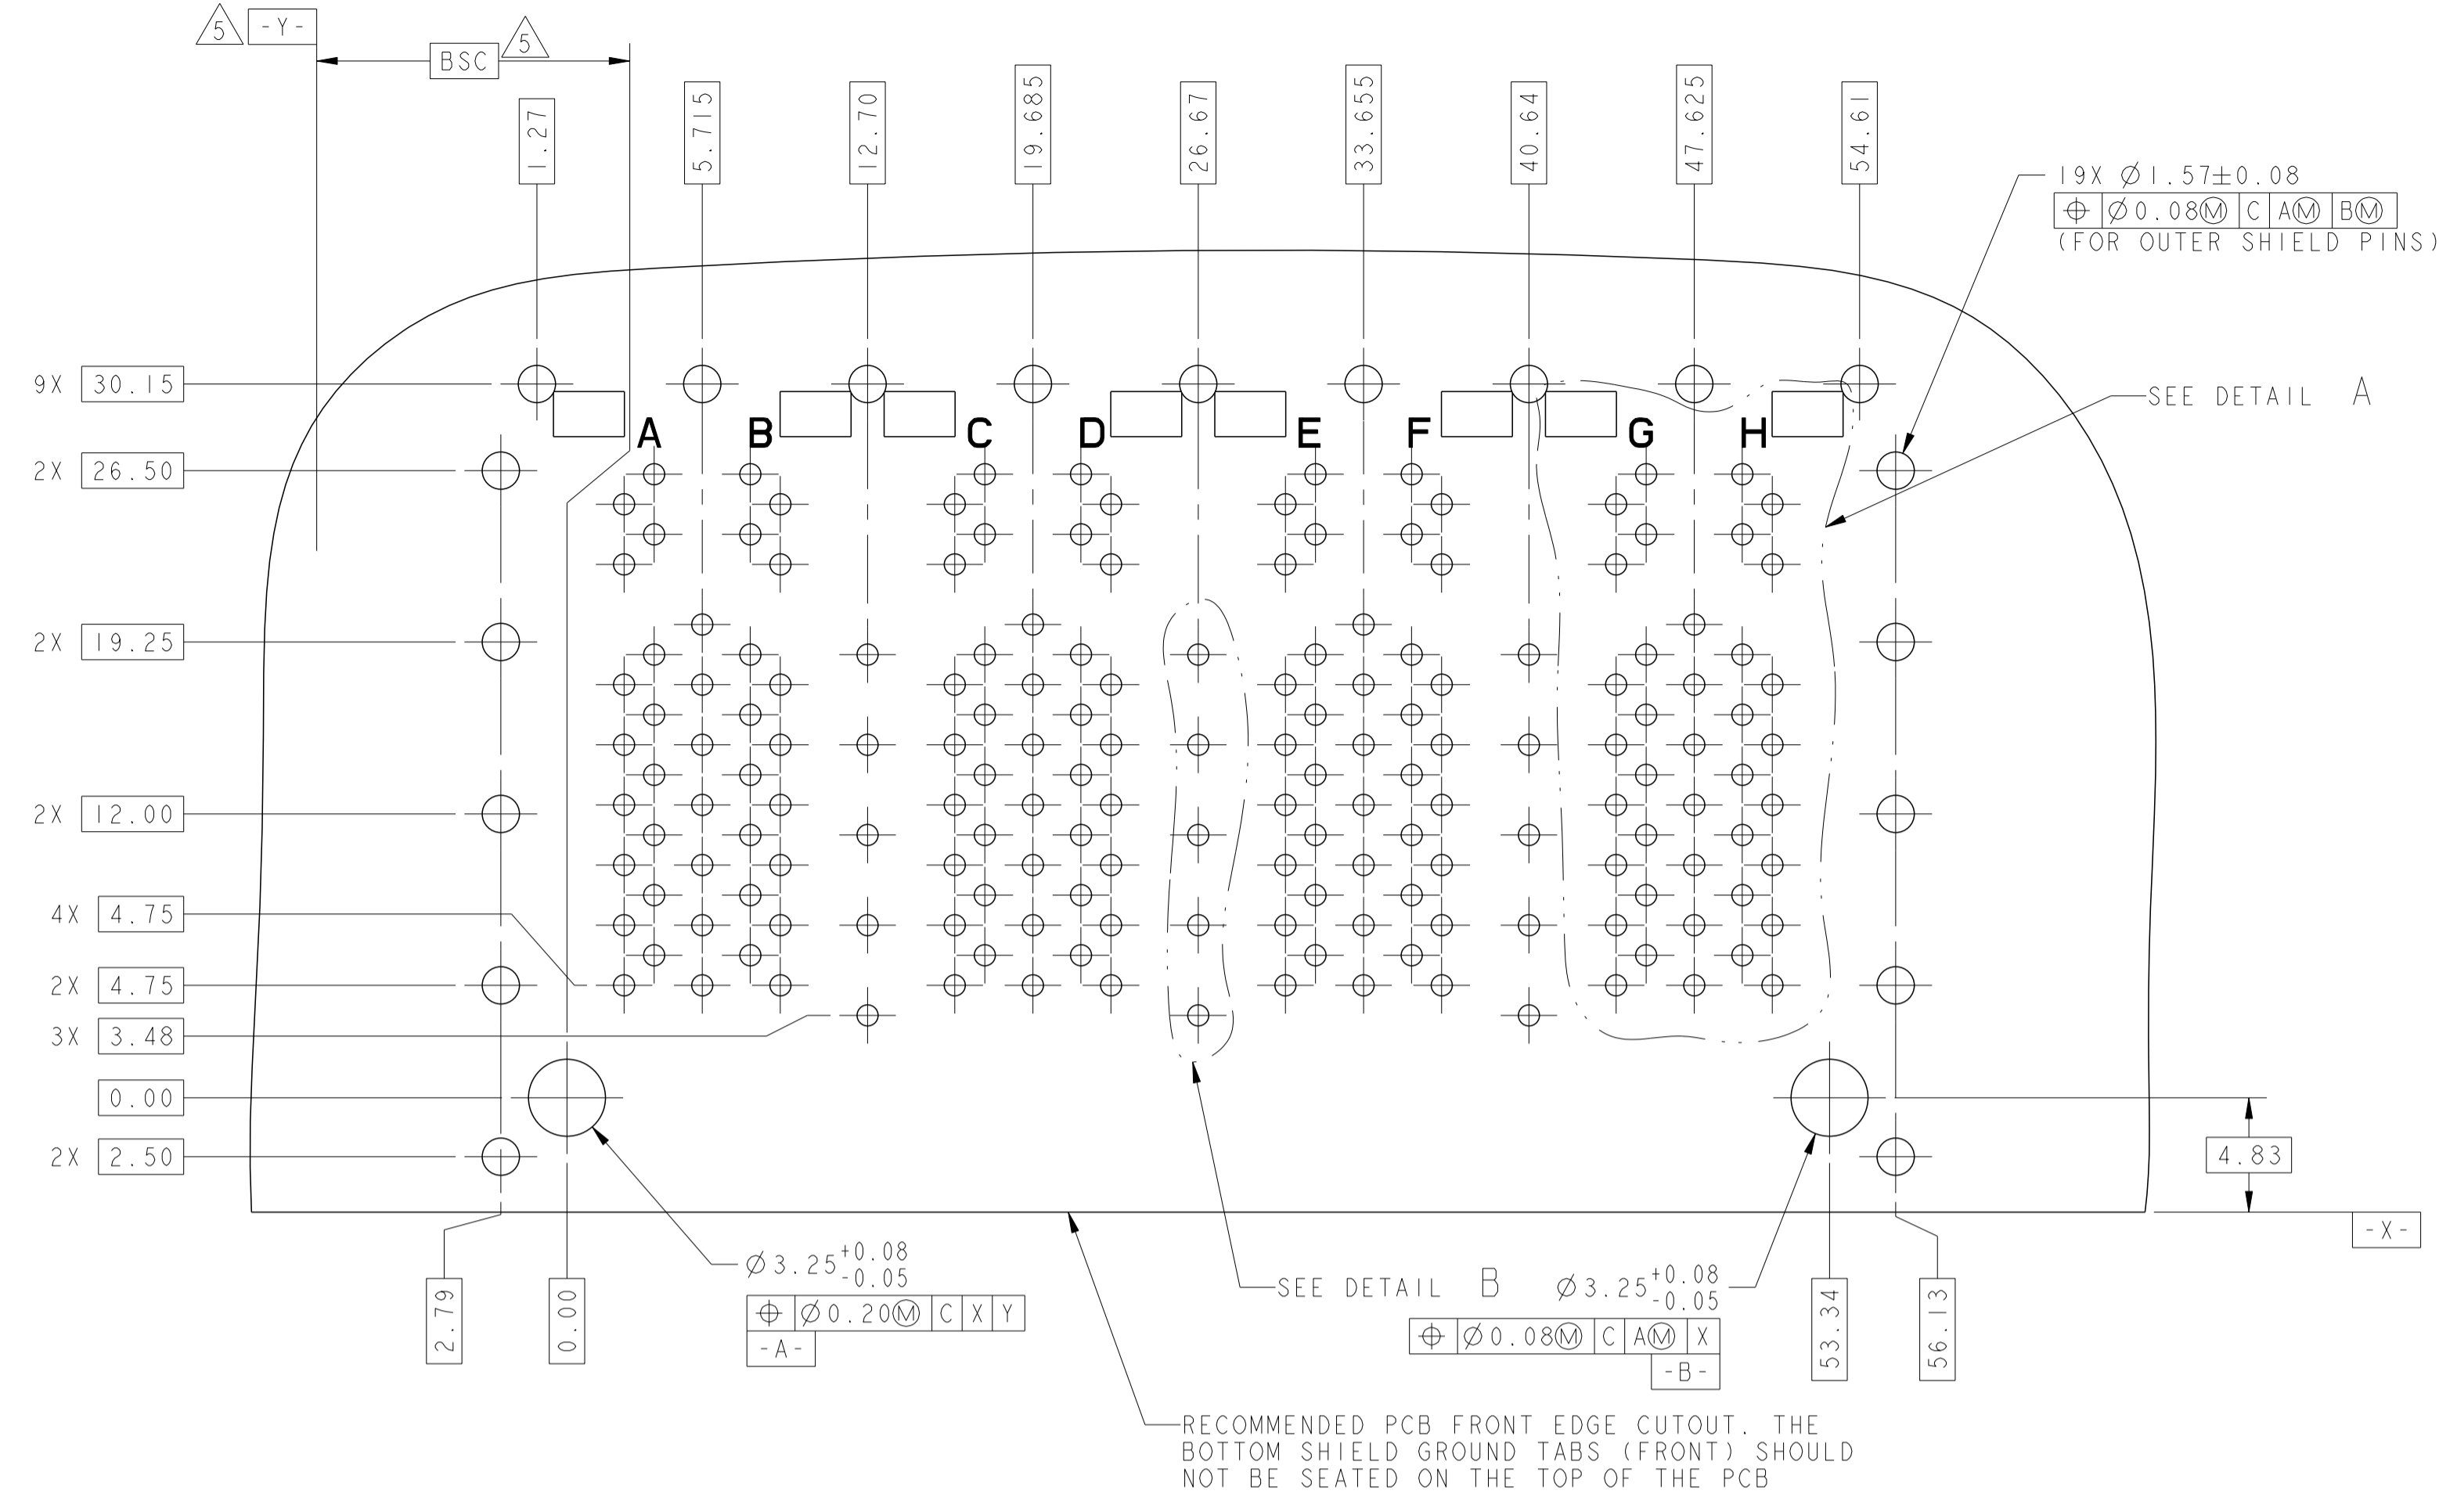 5 -Y-
BSC 5
1.27
5.715
12.70
19.685
26.67
33.655
40.64
47.625
54.61
19X Ø1.57±0.08
⌖ Ø0.08Ⓜ C AⓂ BⓂ
(FOR OUTER SHIELD PINS)
9X 30.15
SEE DETAIL A
A B C D E F G H
2X 26.50
2X 19.25
2X 12.00
4X 4.75
2X 4.75
3X 3.48
0.00
2X 2.50
4.83
-X-
2.79
0.00
Ø3.25 +0.08 -0.05
⌖ Ø0.20Ⓜ C X Y
-A-
SEE DETAIL B
Ø3.25 +0.08 -0.05
⌖ Ø0.08Ⓜ C AⓂ X
-B-
53.34
56.13
RECOMMENDED PCB FRONT EDGE CUTOUT. THE
BOTTOM SHIELD GROUND TABS (FRONT) SHOULD
NOT BE SEATED ON THE TOP OF THE PCB